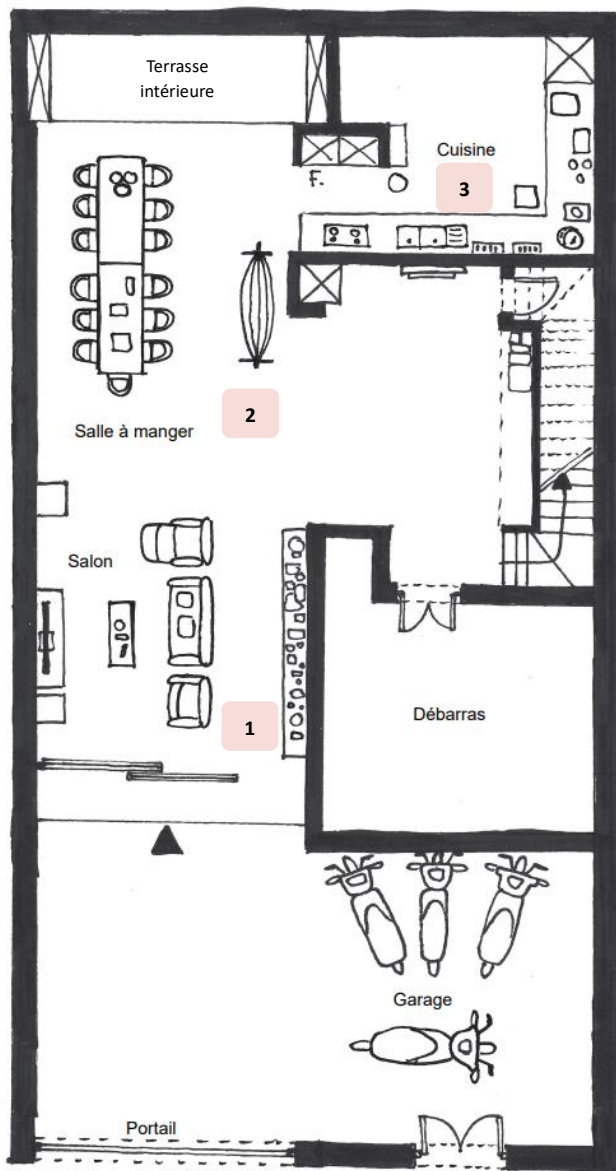 Terrasse
intérieure
Cuisine
3
F.
2
Salle à manger
Salon
1
Débarras
Garage
Portail